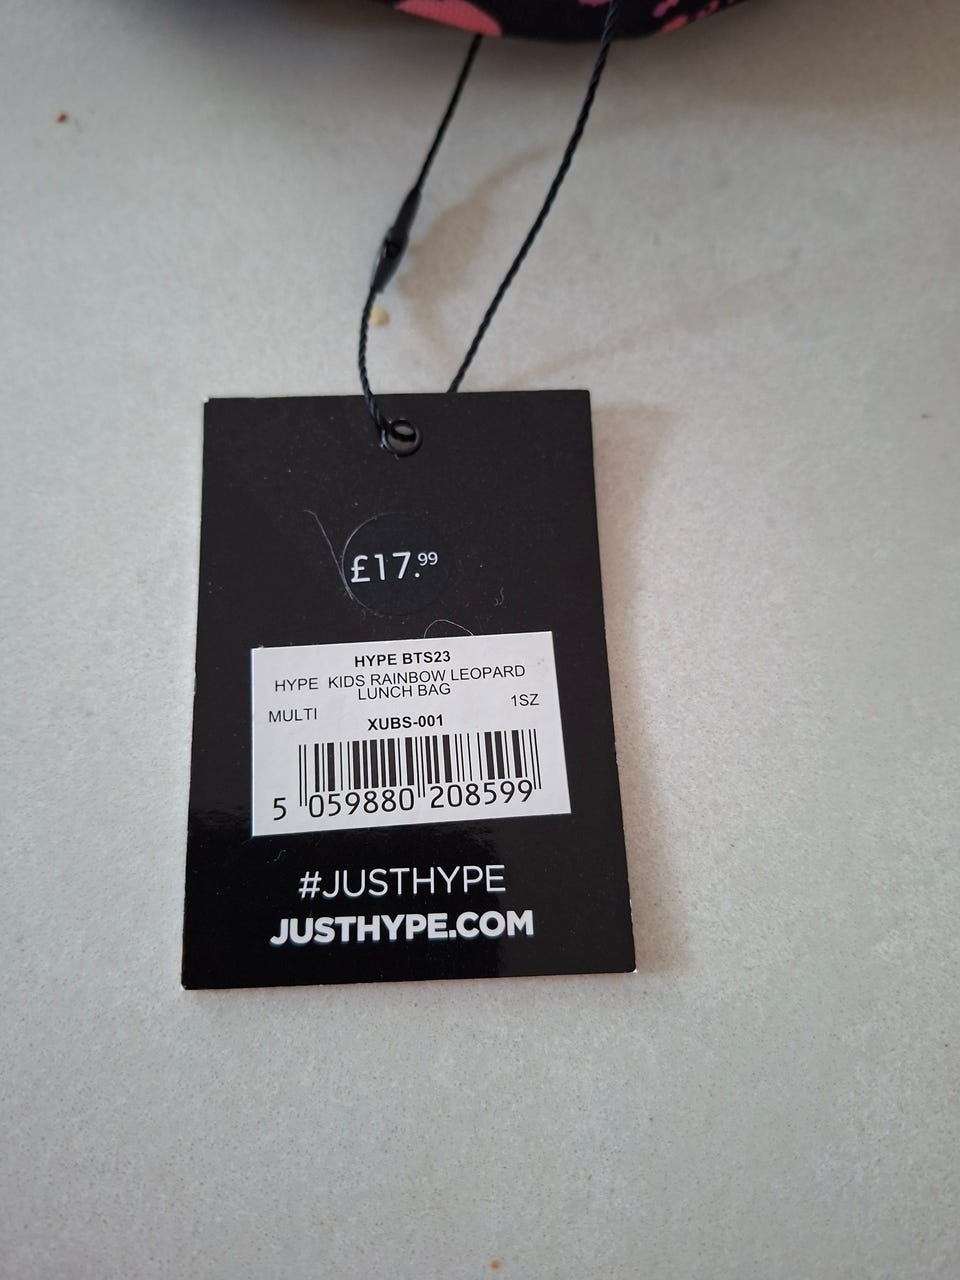 £17.99
HYPE BTS23
HYPE KIDS RAINBOW LEOPARD
LUNCH BAG
MULTI 1SZ
XUBS-001
5 059880 208599
#JUSTHYPE
JUSTHYPE.COM